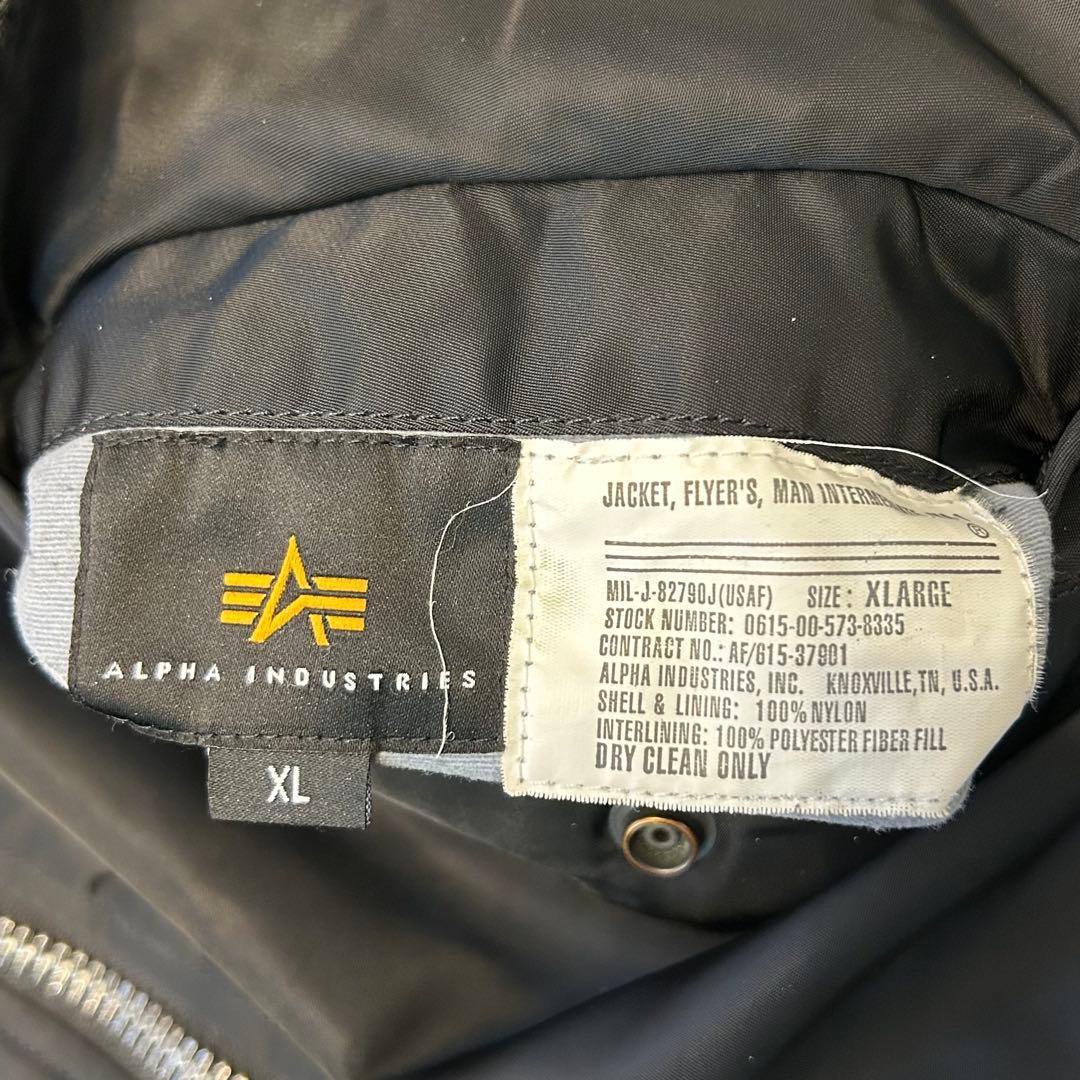 ALPHA INDUSTRIES
XL
JACKET, FLYER'S, MAN
®
MIL-J-82790J(USAF) SIZE: XLARGE
STOCK NUMBER: 0615-00-573-8335
CONTRACT NO.: AF/615-37901
ALPHA INDUSTRIES, INC. KNOXVILLE,TN, U.S.A.
SHELL & LINING: 100% NYLON
INTERLINING: 100% POLYESTER FIBER FILL
DRY CLEAN ONLY